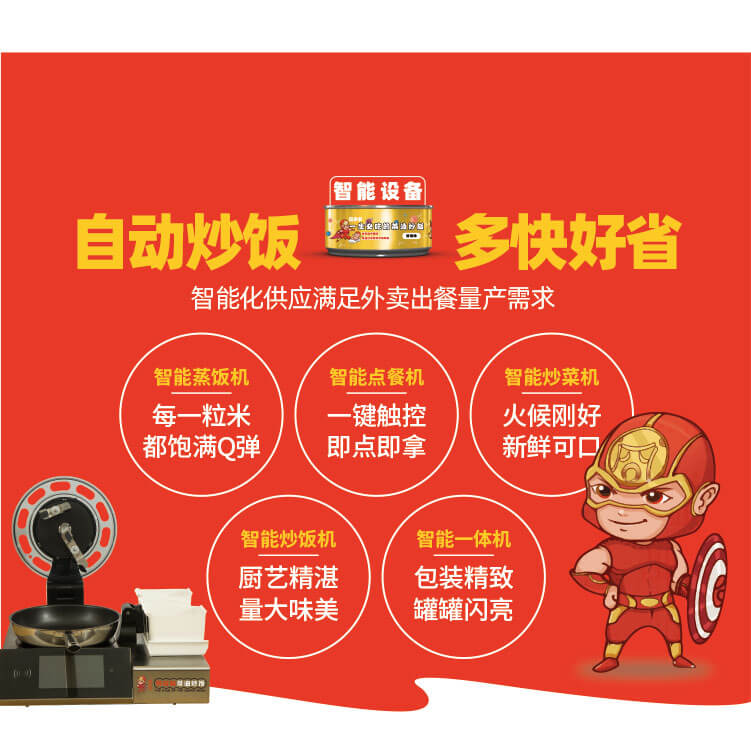 智能设备
自动炒饭
多快好省
智能化供应满足外卖出餐量产需求
智能蒸饭机
每一粒米
都饱满Q弹
智能点餐机
一键触控
即点即拿
智能炒菜机
火候刚好
新鲜可口
智能炒饭机
厨艺精湛
量大味美
智能一体机
包装精致
罐罐闪亮